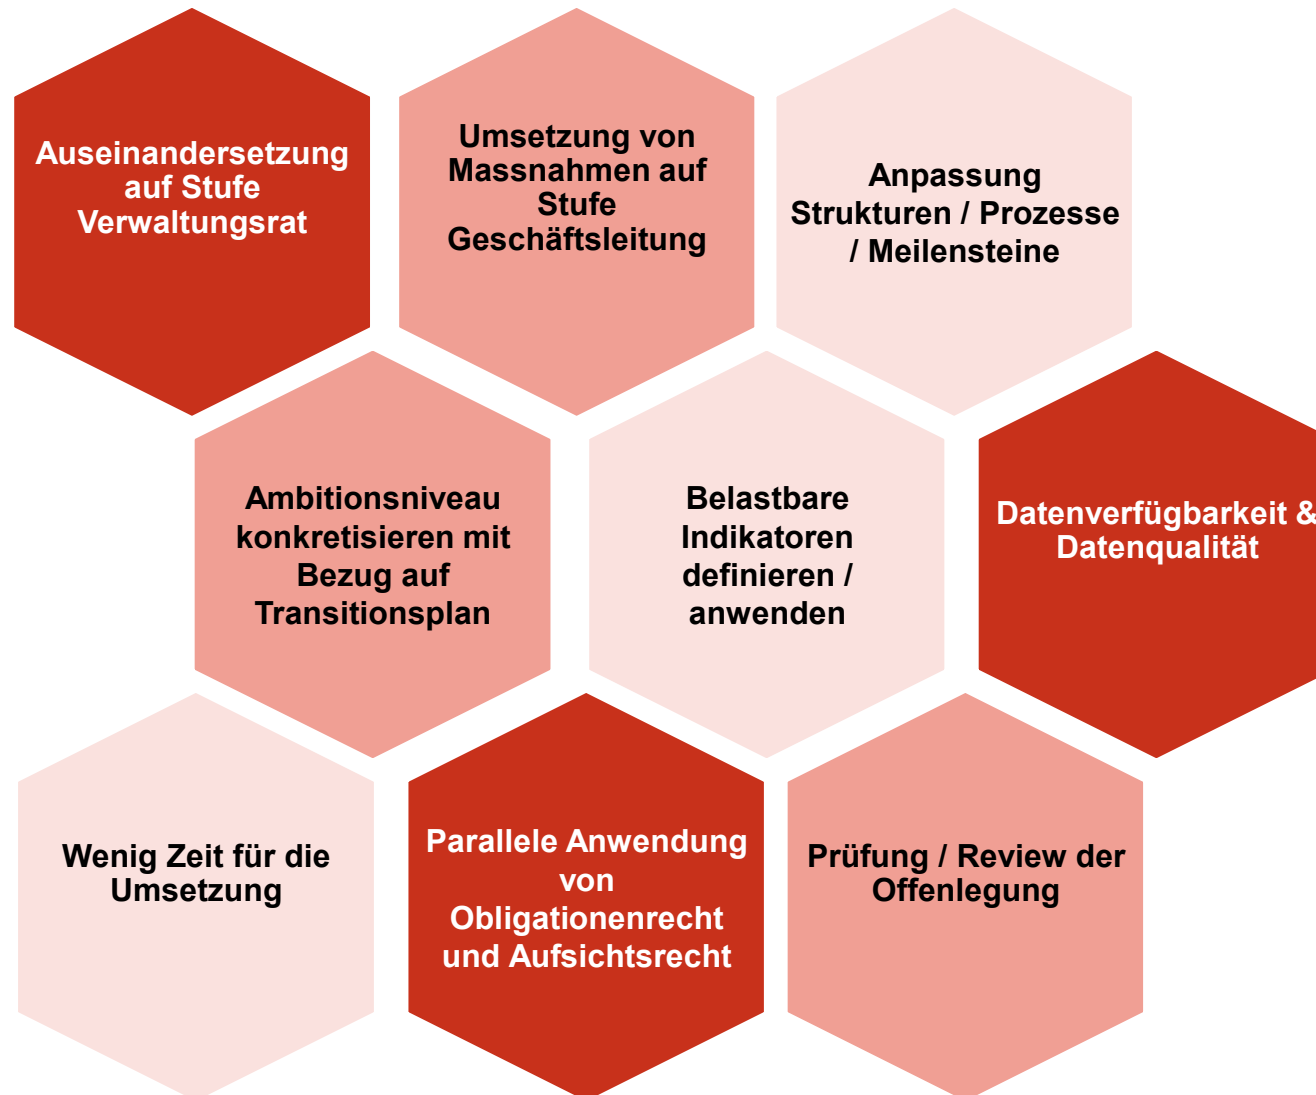 Auseinandersetzung
auf Stufe
Verwaltungsrat
Umsetzung von
Massnahmen auf
Stufe
Geschäftsleitung
Anpassung
Strukturen / Prozesse
/ Meilensteine
Ambitionsniveau
konkretisieren mit
Bezug auf
Transitionsplan
Belastbare
Indikatoren
definieren /
anwenden
Datenverfügbarkeit &
Datenqualität
Wenig Zeit für die
Umsetzung
Parallele Anwendung
von
Obligationenrecht
und Aufsichtsrecht
Prüfung / Review der
Offenlegung